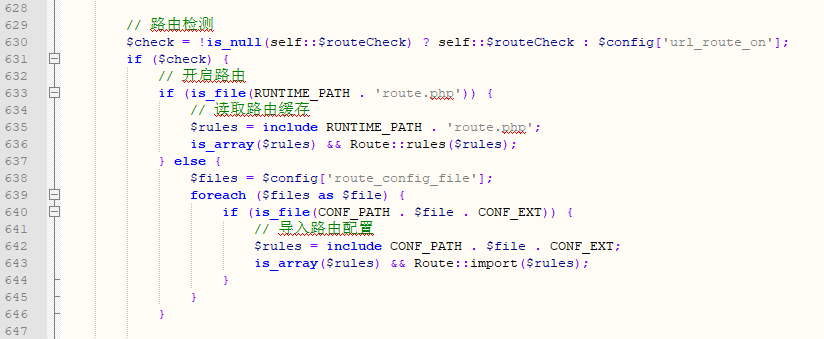 628
629 // 路由检测
630 $check = !is_null(self::$routeCheck) ? self::$routeCheck : $config['url_route_on'];
631 if ($check) {
632 // 开启路由
633 if (is_file(RUNTIME_PATH . 'route.php')) {
634 // 读取路由缓存
635 $rules = include RUNTIME_PATH . 'route.php';
636 is_array($rules) && Route::rules($rules);
637 } else {
638 $files = $config['route_config_file'];
639 foreach ($files as $file) {
640 if (is_file(CONF_PATH . $file . CONF_EXT)) {
641 // 导入路由配置
642 $rules = include CONF_PATH . $file . CONF_EXT;
643 is_array($rules) && Route::import($rules);
644 }
645 }
646 }
647